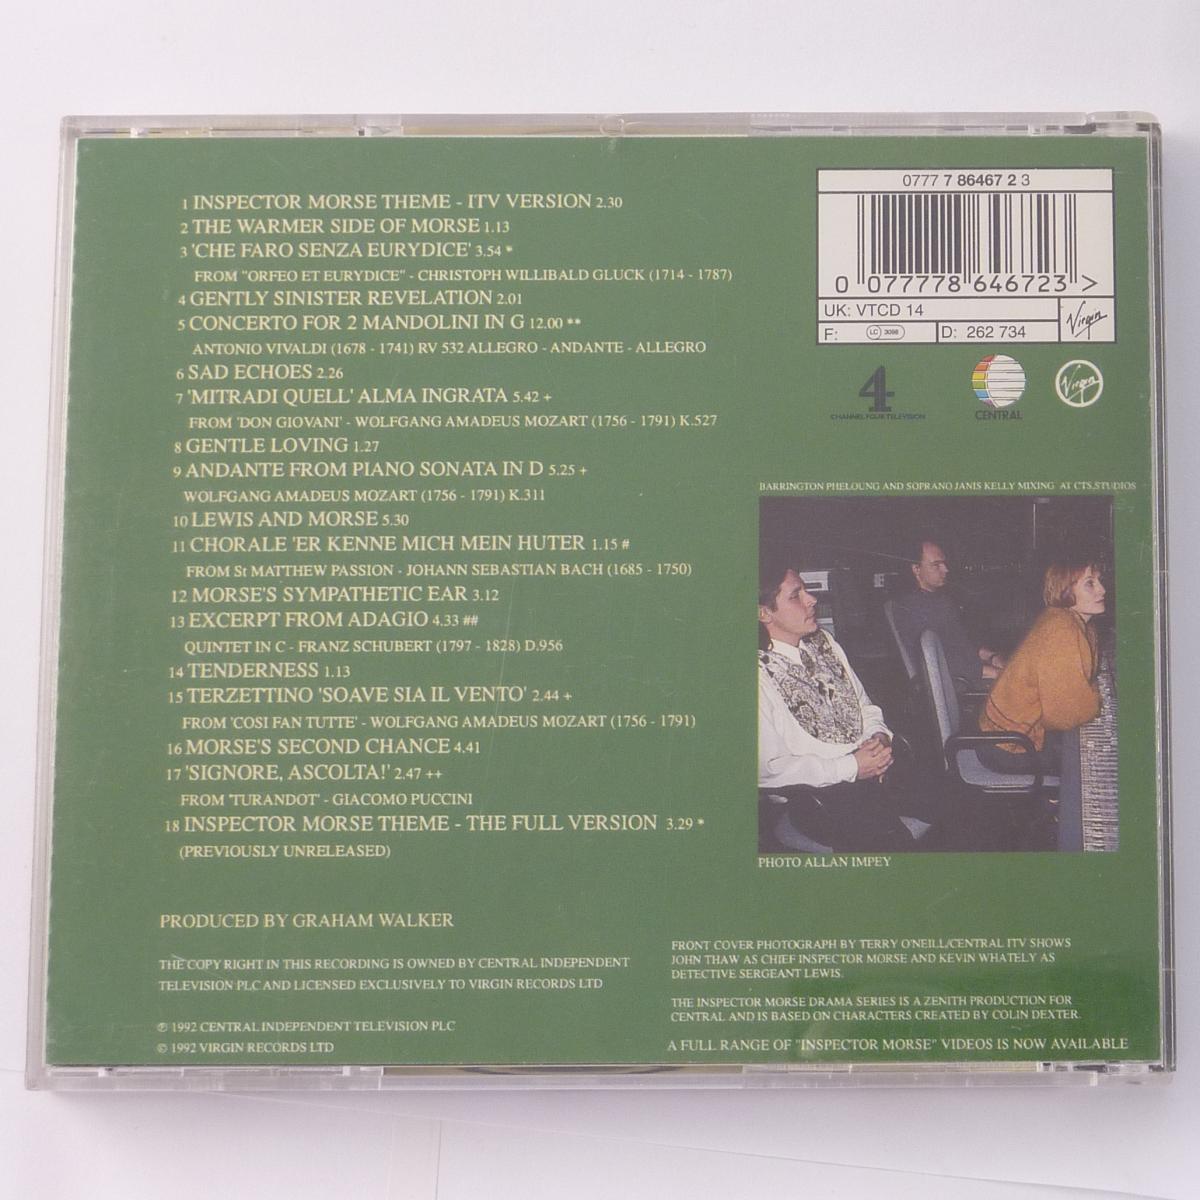 1 INSPECTOR MORSE THEME - ITV VERSION 2.30
2 THE WARMER SIDE OF MORSE 1.13
3 'CHE FARO SENZA EURYDICE' 3.54 *
FROM "ORFEO ET EURYDICE" - CHRISTOPH WILLIBALD GLUCK (1714 - 1787)
4 GENTLY SINISTER REVELATION 2.01
5 CONCERTO FOR 2 MANDOLINI IN G 12.00 **
ANTONIO VIVALDI (1678 - 1741) RV 532 ALLEGRO - ANDANTE - ALLEGRO
6 SAD ECHOES 2.26
7 'MITRADI QUELL' ALMA INGRATA 5.42 +
FROM 'DON GIOVANI' - WOLFGANG AMADEUS MOZART (1756 - 1791) K.527
8 GENTLE LOVING 1.27
9 ANDANTE FROM PIANO SONATA IN D 5.25 +
WOLFGANG AMADEUS MOZART (1756 - 1791) K.311
10 LEWIS AND MORSE 5.30
11 CHORALE 'ER KENNE MICH MEIN HUTER 1.15 #
FROM St MATTHEW PASSION - JOHANN SEBASTIAN BACH (1685 - 1750)
12 MORSE'S SYMPATHETIC EAR 3.12
13 EXCERPT FROM ADAGIO 4.33 ##
QUINTET IN C - FRANZ SCHUBERT (1797 - 1828) D.956
14 TENDERNESS 1.13
15 TERZETTINO 'SOAVE SIA IL VENTO' 2.44 +
FROM 'COSI FAN TUTTE' - WOLFGANG AMADEUS MOZART (1756 - 1791)
16 MORSE'S SECOND CHANCE 4.41
17 'SIGNORE, ASCOLTA!' 2.47 ++
FROM 'TURANDOT' - GIACOMO PUCCINI
18 INSPECTOR MORSE THEME - THE FULL VERSION 3.29 *
(PREVIOUSLY UNRELEASED)
PRODUCED BY GRAHAM WALKER
THE COPY RIGHT IN THIS RECORDING IS OWNED BY CENTRAL INDEPENDENT
TELEVISION PLC AND LICENSED EXCLUSIVELY TO VIRGIN RECORDS LTD
℗ 1992 CENTRAL INDEPENDENT TELEVISION PLC
© 1992 VIRGIN RECORDS LTD
0777 7 86467 2 3
0 077778 646723 >
UK: VTCD 14
F: LC 3098 D: 262 734
Virgin
4
CHANNEL FOUR TELEVISION
CENTRAL
Virgin
BARRINGTON PHELOUNG AND SOPRANO JANIS KELLY MIXING AT CTS.STUDIOS
PHOTO ALLAN IMPEY
FRONT COVER PHOTOGRAPH BY TERRY O'NEILL/CENTRAL ITV SHOWS
JOHN THAW AS CHIEF INSPECTOR MORSE AND KEVIN WHATELY AS
DETECTIVE SERGEANT LEWIS.
THE INSPECTOR MORSE DRAMA SERIES IS A ZENITH PRODUCTION FOR
CENTRAL AND IS BASED ON CHARACTERS CREATED BY COLIN DEXTER.
A FULL RANGE OF "INSPECTOR MORSE" VIDEOS IS NOW AVAILABLE